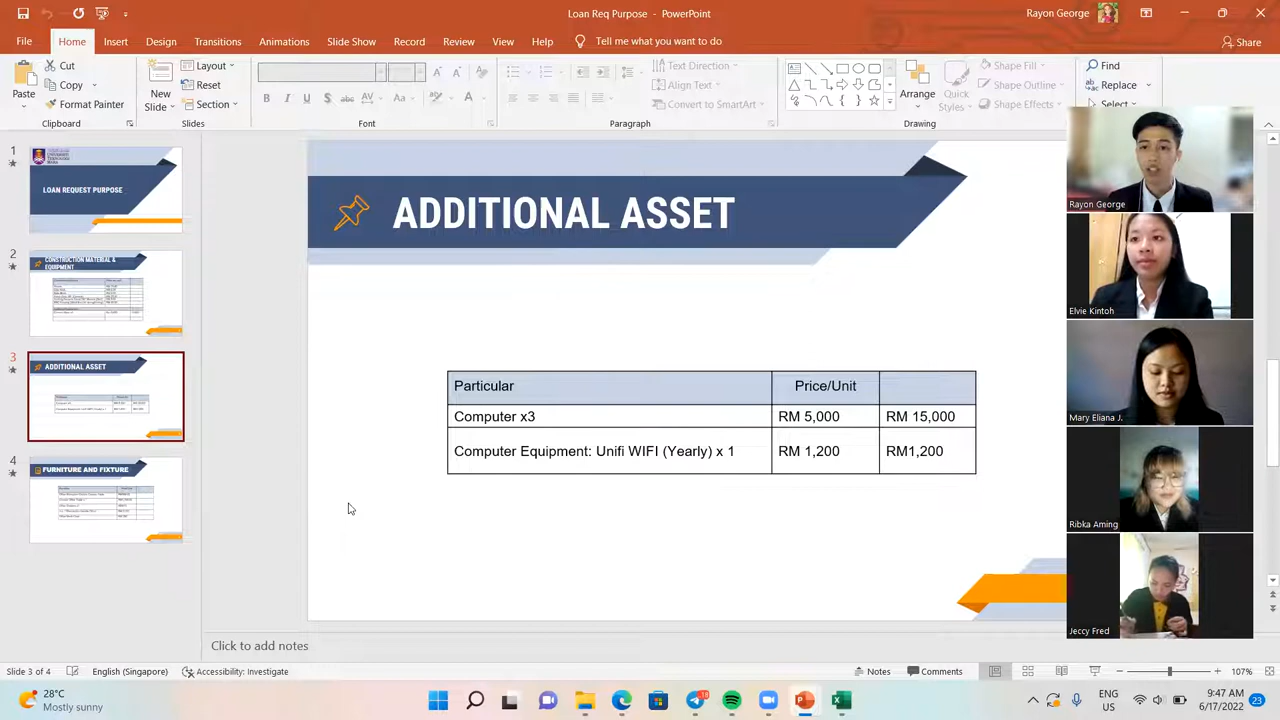 Loan Req Purpose - PowerPoint
Rayon George
File Home Insert Design Transitions Animations Slide Show Record Review View Help Tell me what you want to do
Share
Paste
Cut
Copy
Format Painter
Clipboard
New Slide
Layout
Reset
Section
Slides
Font
Text Direction
Align Text
Convert to SmartArt
Paragraph
Arrange
Quick Styles
Shape Fill
Shape Outline
Shape Effects
Drawing
Find
Replace
Select
1
LOAN REQUEST PURPOSE
2
CONSTRUCTION MATERIAL &
EQUIPMENT
3
ADDITIONAL ASSET
4
FURNITURE AND FIXTURE
ADDITIONAL ASSET
Particular Price/Unit
Computer x3 RM 5,000 RM 15,000
Computer Equipment: Unifi WIFI (Yearly) x 1 RM 1,200 RM1,200
Rayon George
Elvie Kintoh
Mary Eliana J.
Ribka Aming
Jeccy Fred
Click to add notes
Slide 3 of 4 English (Singapore) Accessibility: Investigate Notes Comments 107%
28°C
Mostly sunny
ENG
US
9:47 AM
6/17/2022
23